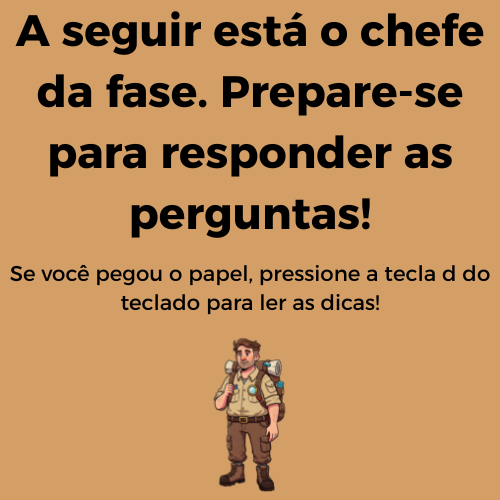 A seguir está o chefe
da fase. Prepare-se
para responder as
perguntas!
Se você pegou o papel, pressione a tecla d do
teclado para ler as dicas!